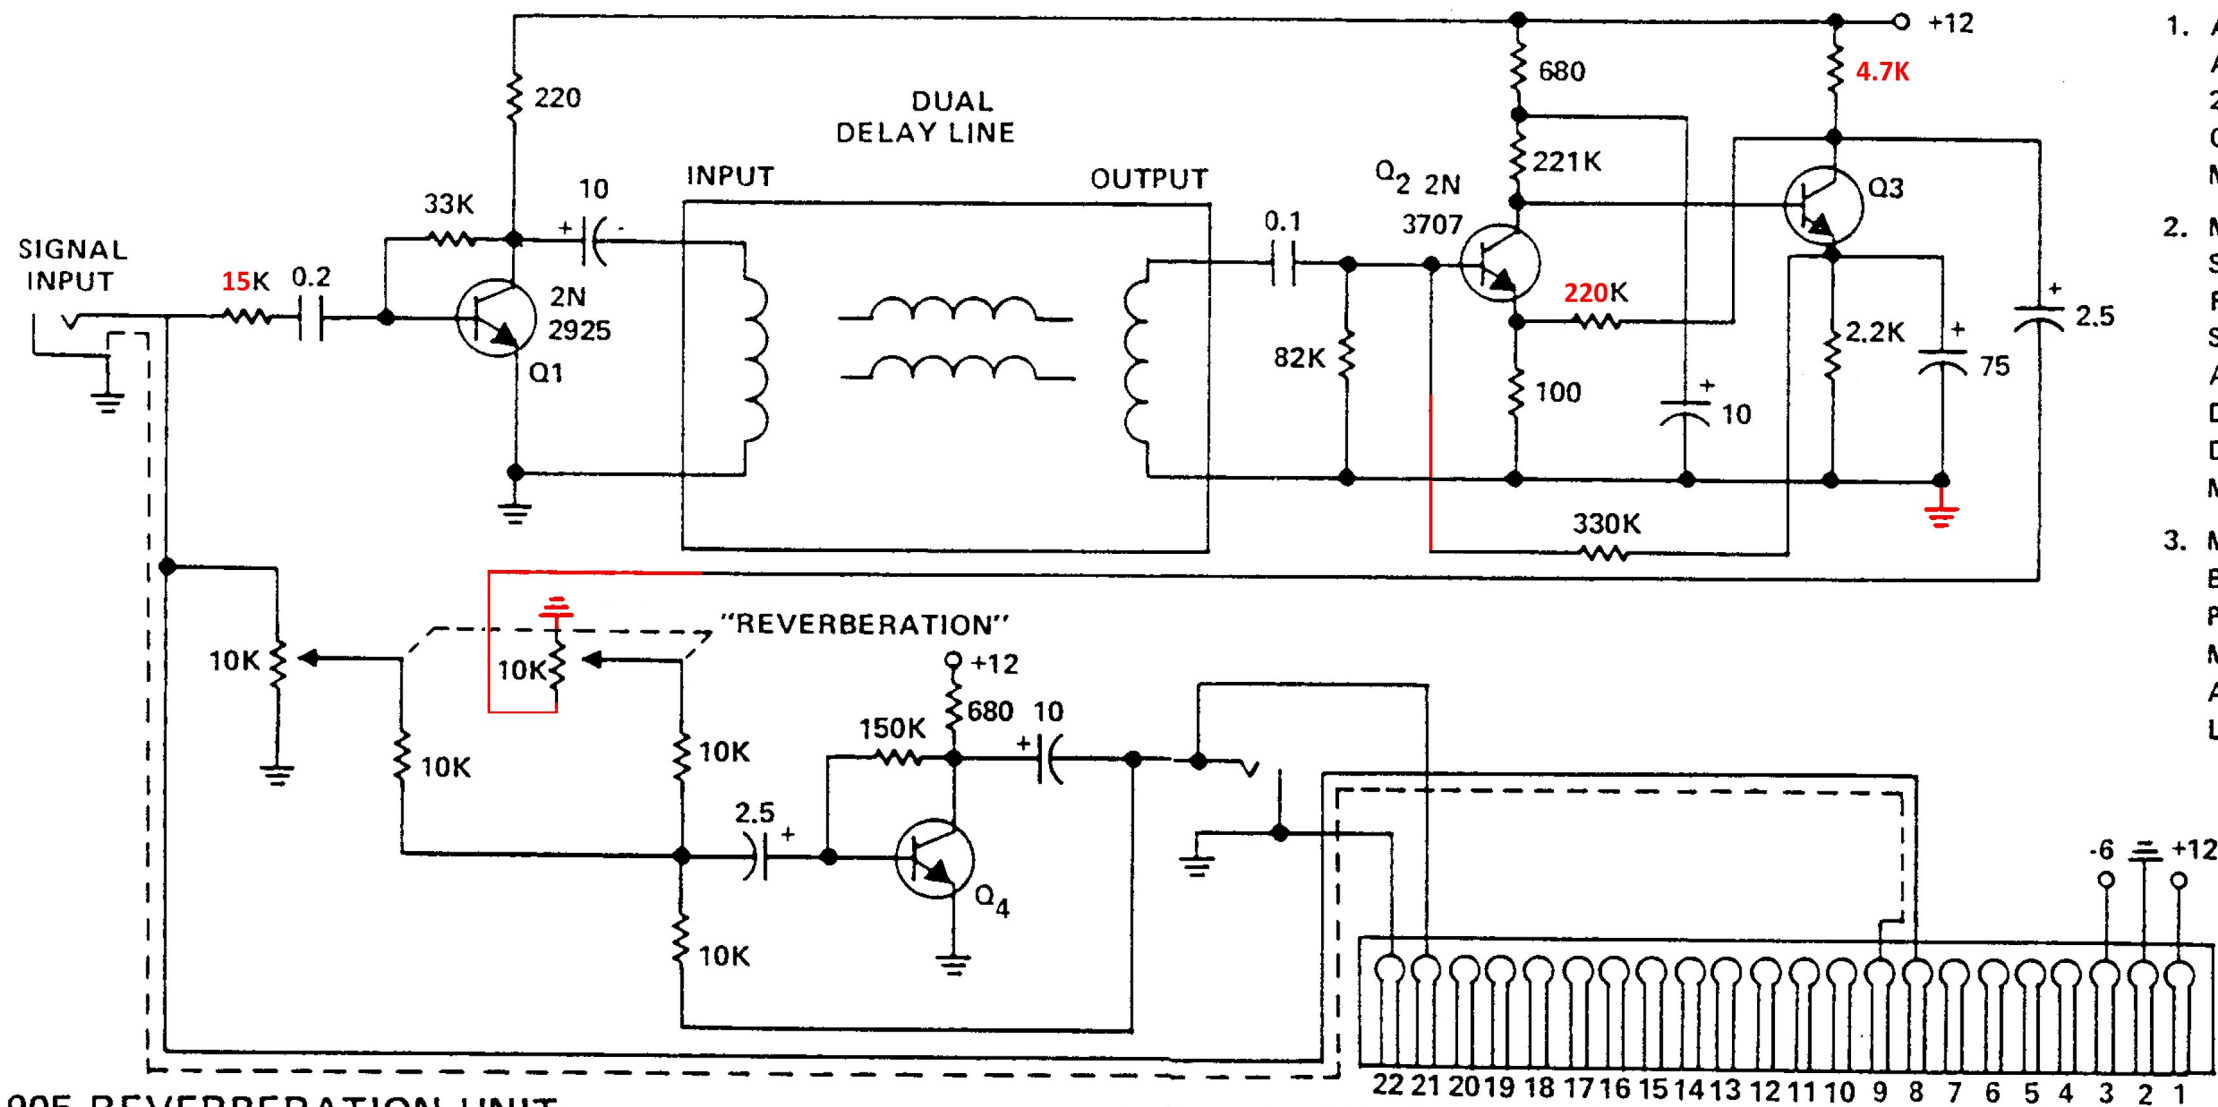 +12
680
4.7K
220
DUAL
DELAY LINE
221K
INPUT
OUTPUT
Q2 2N
3707
Q3
33K
10
+
-
0.1
SIGNAL
INPUT
15K
0.2
2N
2925
Q1
220K
82K
100
+
10
2.2K
+
75
+
2.5
330K
"REVERBERATION"
10K
10K
+12
680
10
150K
+
10K
10K
2.5
+
Q4
10K
-6
+12
22 21 20 19 18 17 16 15 14 13 12 11 10 9 8 7 6 5 4 3 2 1
1.
2.
3.
905 REVERBERATION UNIT